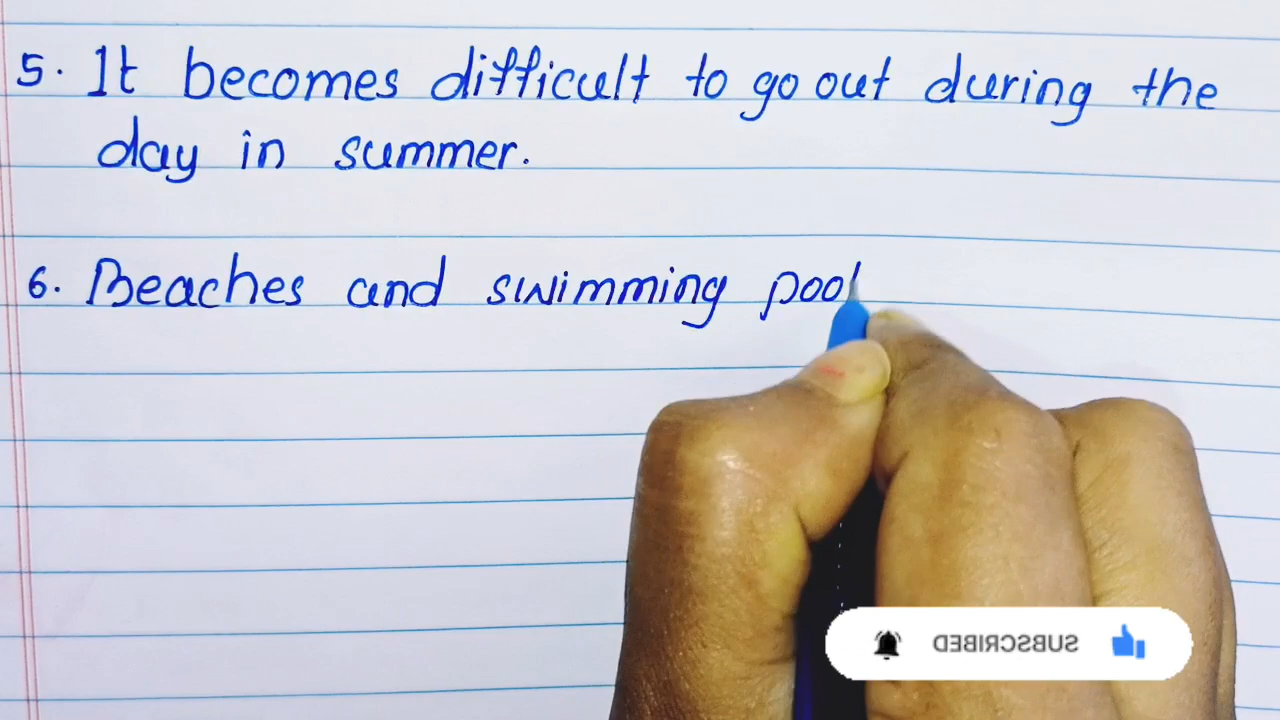 5. It becomes difficult to go out during the
day in summer.
6. Beaches and swimming pool
SUBSCRIBED